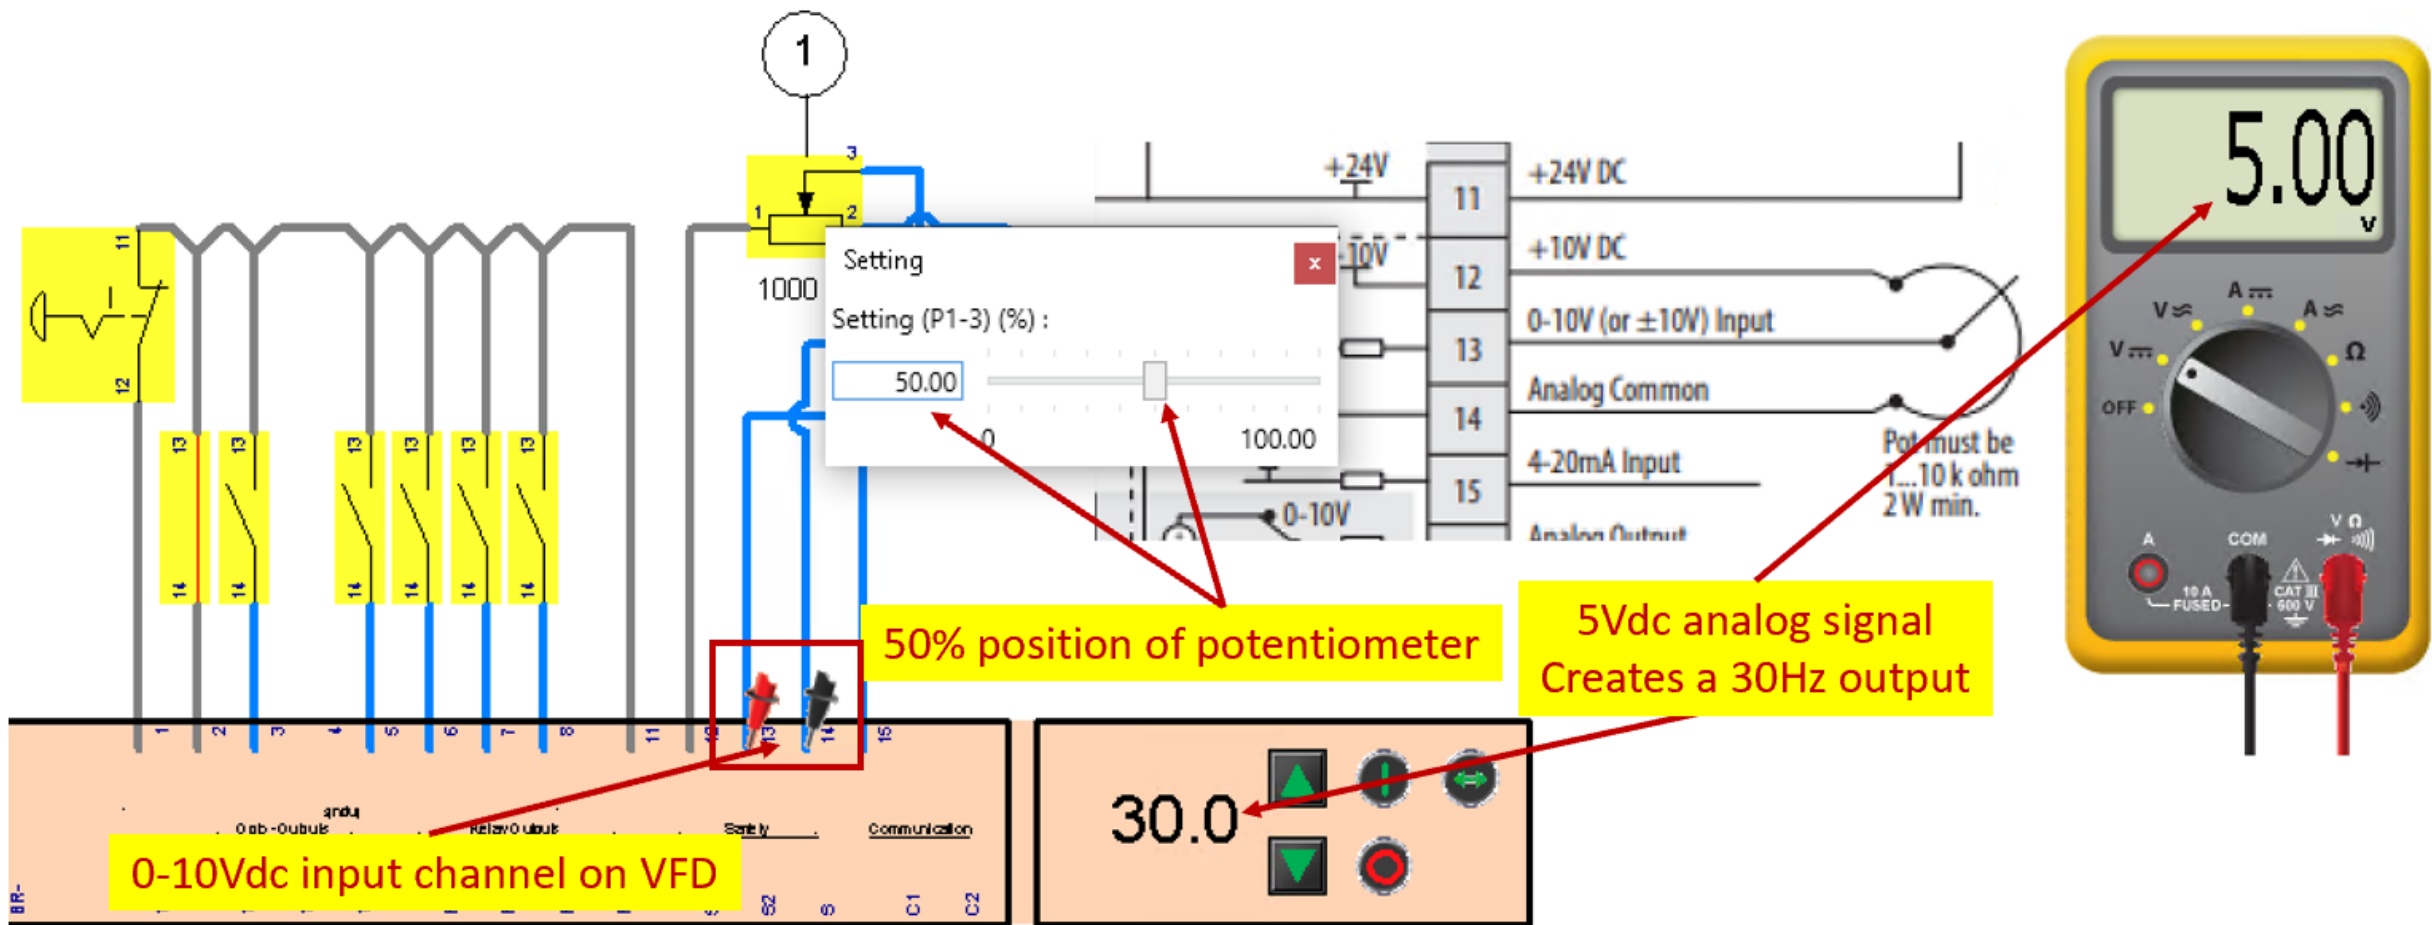 1
3
1
2
1000
11
12
13
13
13
13
13
13
14
14
14
14
14
14
Setting
x
Setting (P1-3) (%) :
50.00
0
100.00
+24V
11
+24V DC
-10V
12
+10V DC
13
0-10V (or ±10V) Input
14
Analog Common
15
4-20mA Input
0-10V
Analog Output
Pot must be
1...10 k ohm
2 W min.
5.00
V
A
V
A
V
Ω
OFF
A
COM
V Ω
10 A
FUSED
CAT III
600 V
50% position of potentiometer
5Vdc analog signal
Creates a 30Hz output
1
2
3
4
5
6
7
8
11
12
13
14
15
30.0
Relay Outputs
Safety
Communication
0-10Vdc input channel on VFD
BR-
S2
S
C1
C2